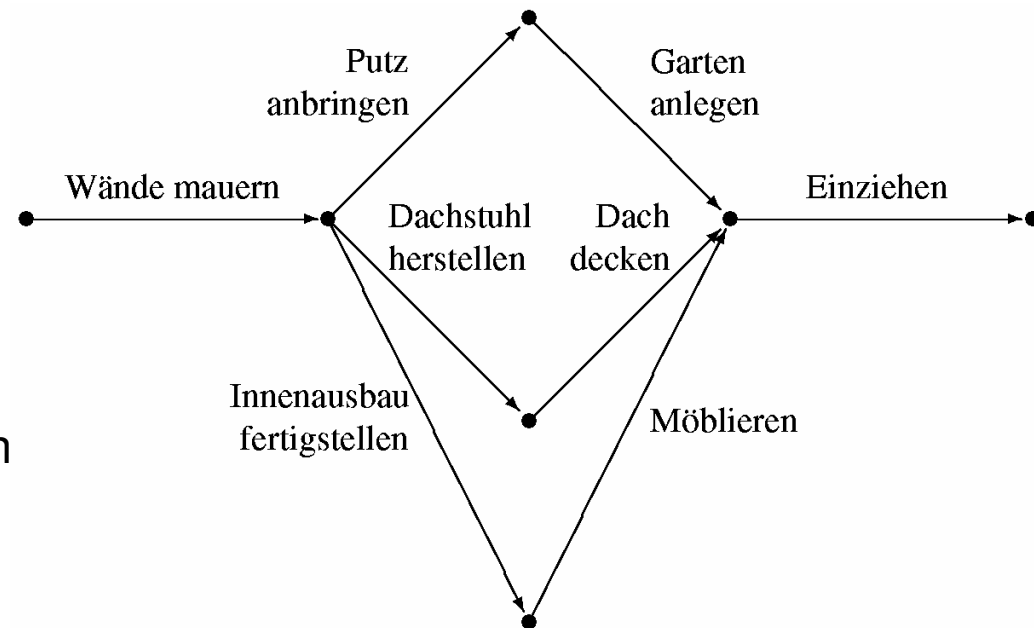 Putz
anbringen
Garten
anlegen
Wände mauern
Einziehen
Dachstuhl
herstellen
Dach
decken
Innenausbau
fertigstellen
Möblieren